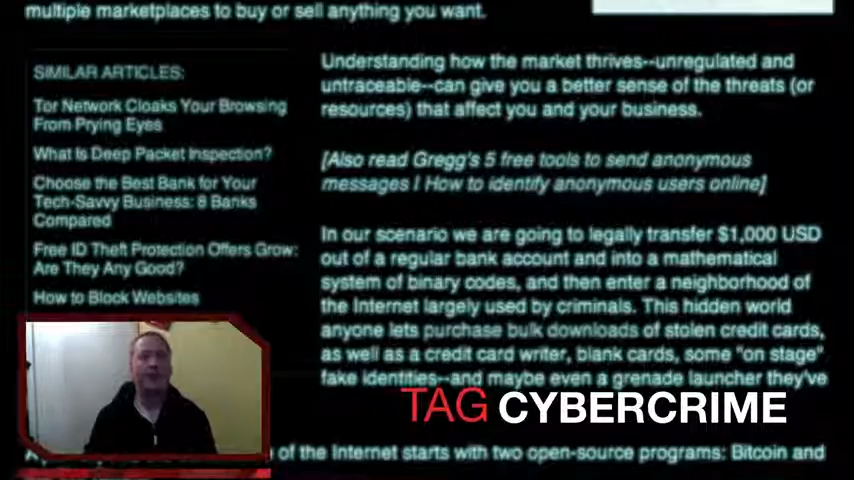 multiple marketplaces to buy or sell anything you want.
SIMILAR ARTICLES:
Tor Network Cloaks Your Browsing
From Prying Eyes
What Is Deep Packet Inspection?
Choose the Best Bank for Your
Tech-Savvy Business: 8 Banks
Compared
Free ID Theft Protection Offers Grow:
Are They Any Good?
How to Block Websites
Understanding how the market thrives--unregulated and
untraceable--can give you a better sense of the threats (or
resources) that affect you and your business.
[Also read Gregg's 5 free tools to send anonymous
messages I How to identify anonymous users online]
In our scenario we are going to legally transfer $1,000 USD
out of a regular bank account and into a mathematical
system of binary codes, and then enter a neighborhood of
the Internet largely used by criminals. This hidden world
anyone lets purchase bulk downloads of stolen credit cards,
as well as a credit card writer, blank cards, some "on stage"
fake identities--and maybe even a grenade launcher they've
TAG CYBERCRIME
of the Internet starts with two open-source programs: Bitcoin and